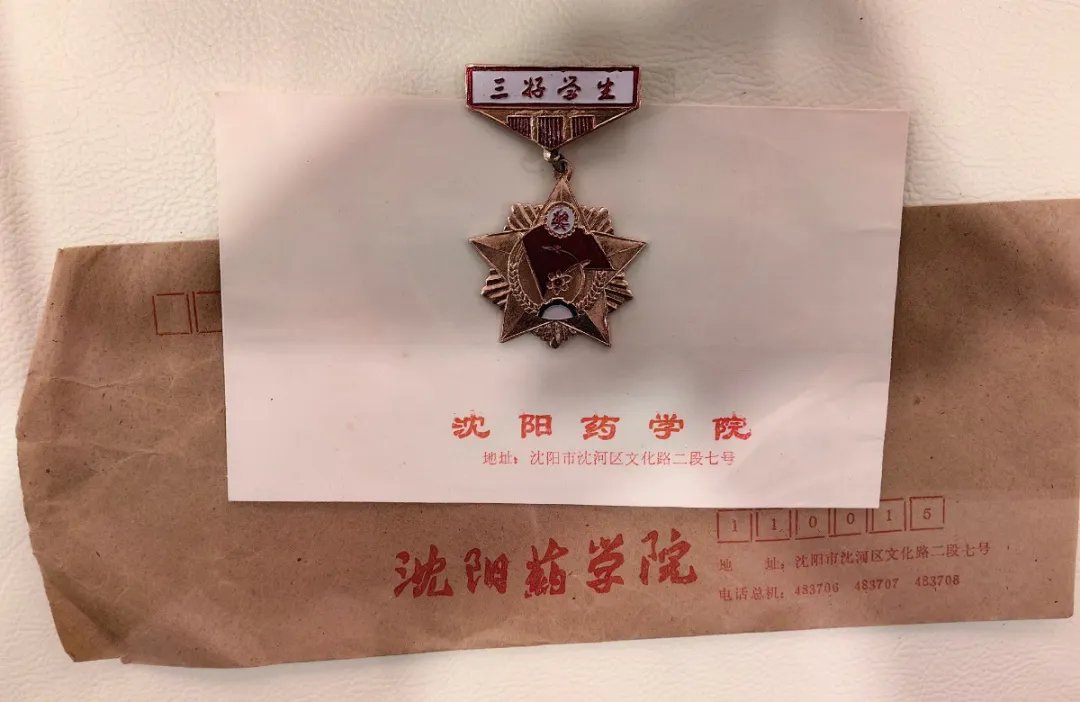 三好学生
奖
沈阳药学院
地址：沈阳市沈河区文化路二段七号
110015
沈阳药学院
地 址：沈阳市沈河区文化路二段七号
电话总机：483706 483707 483708